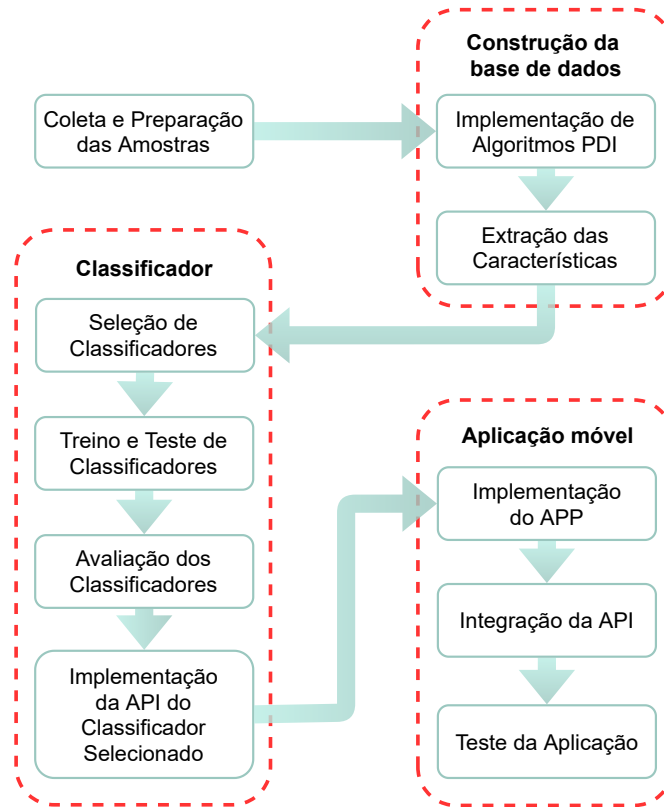 Coleta e Preparação
das Amostras
Construção da
base de dados
Implementação de
Algoritmos PDI
Extração das
Características
Classificador
Seleção de
Classificadores
Treino e Teste de
Classificadores
Avaliação dos
Classificadores
Implementação
da API do
Classificador
Selecionado
Aplicação móvel
Implementação
do APP
Integração da API
Teste da Aplicação